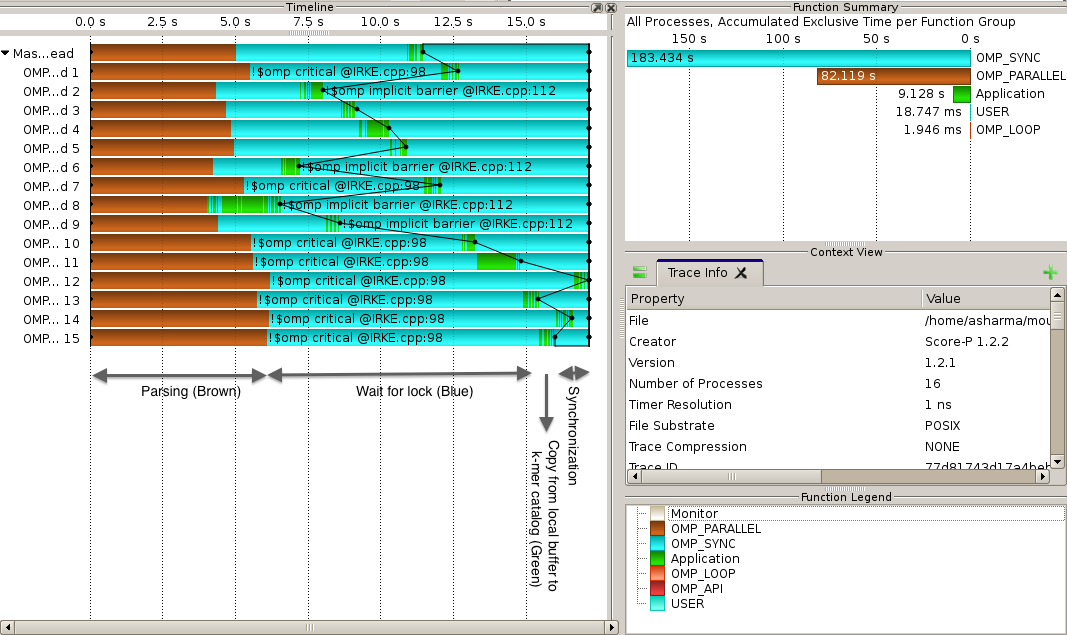 Timeline
0.0 s 2.5 s 5.0 s 7.5 s 10.0 s 12.5 s 15.0 s
Mas...ead
OMP...d 1 !$omp critical @IRKE.cpp:98
OMP...d 2 !$omp implicit barrier @IRKE.cpp:112
OMP...d 3
OMP...d 4
OMP...d 5
OMP...d 6 !$omp implicit barrier @IRKE.cpp:112
OMP...d 7 !$omp critical @IRKE.cpp:98
OMP...d 8 !$omp implicit barrier @IRKE.cpp:112
OMP...d 9 !$omp implicit barrier @IRKE.cpp:112
OMP... 10 !$omp critical @IRKE.cpp:98
OMP... 11 !$omp critical @IRKE.cpp:98
OMP... 12 !$omp critical @IRKE.cpp:98
OMP... 13 !$omp critical @IRKE.cpp:98
OMP... 14 !$omp critical @IRKE.cpp:98
OMP... 15 !$omp critical @IRKE.cpp:98
Parsing (Brown)
Wait for lock (Blue)
Copy from local buffer to
k-mer catalog (Green)
Synchronization
Function Summary
All Processes, Accumulated Exclusive Time per Function Group
150 s 100 s 50 s 0 s
183.434 s OMP_SYNC
82.119 s OMP_PARALLEL
9.128 s Application
18.747 ms USER
1.946 ms OMP_LOOP
Context View
Trace Info
Property Value
File /home/asharma/mou
Creator Score-P 1.2.2
Version 1.2.1
Number of Processes 16
Timer Resolution 1 ns
File Substrate POSIX
Trace Compression NONE
Trace ID
Function Legend
Monitor
OMP_PARALLEL
OMP_SYNC
Application
OMP_LOOP
OMP_API
USER